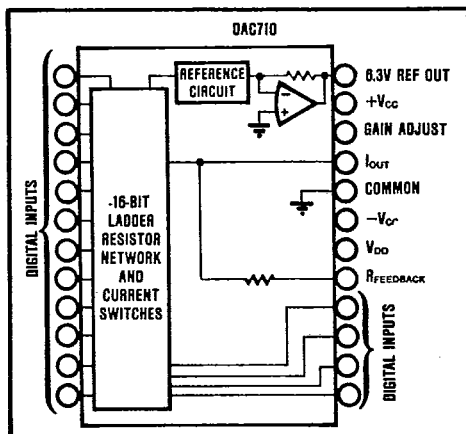 DAC710
DIGITAL INPUTS
REFERENCE
CIRCUIT
-16-BIT
LADDER
RESISTOR
NETWORK
AND
CURRENT
SWITCHES
−
+
6.3V REF OUT
+VCC
GAIN ADJUST
IOUT
COMMON
−VCC
VDD
RFEEDBACK
DIGITAL INPUTS